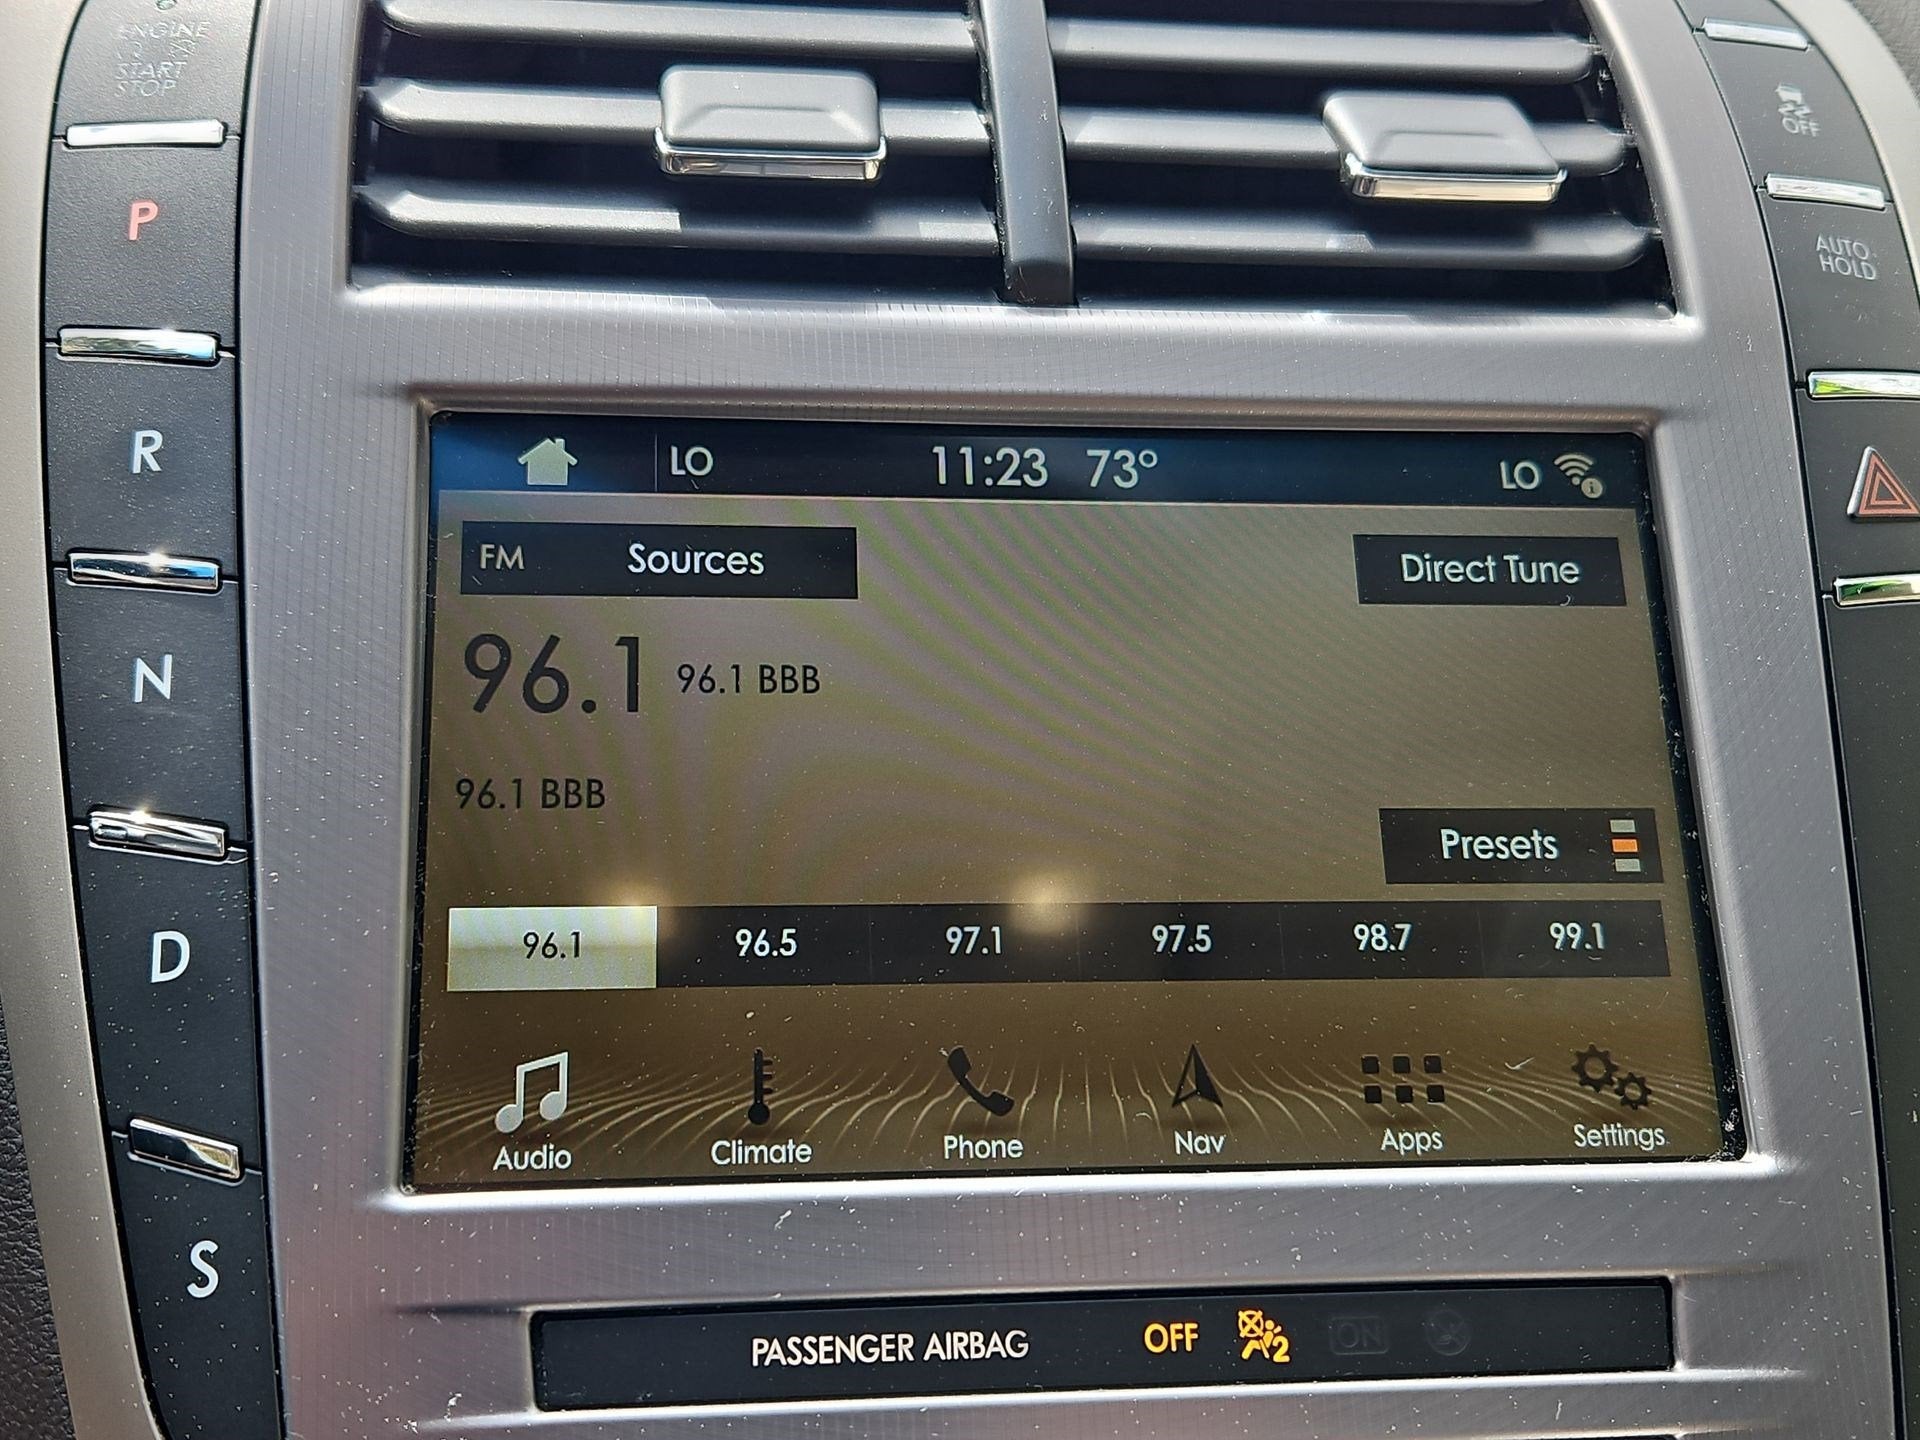 ENGINE
START
STOP
P
R
N
D
S
OFF
AUTO
HOLD
LO 11:23 73° LO
FM Sources Direct Tune
96.1 96.1 BBB
96.1 BBB
Presets
96.1 96.5 97.1 97.5 98.7 99.1
Audio Climate Phone Nav Apps Settings
PASSENGER AIRBAG OFF 2 ON